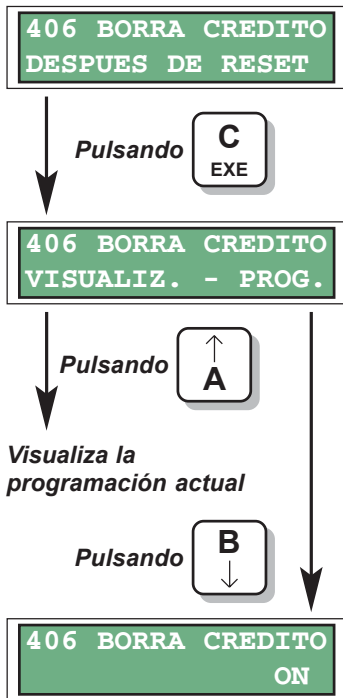 406 BORRA CREDITO
DESPUES DE RESET
Pulsando
C
EXE
406 BORRA CREDITO
VISUALIZ. - PROG.
Pulsando
↑
A
Visualiza la
programación actual
Pulsando
B
↓
406 BORRA CREDITO
ON